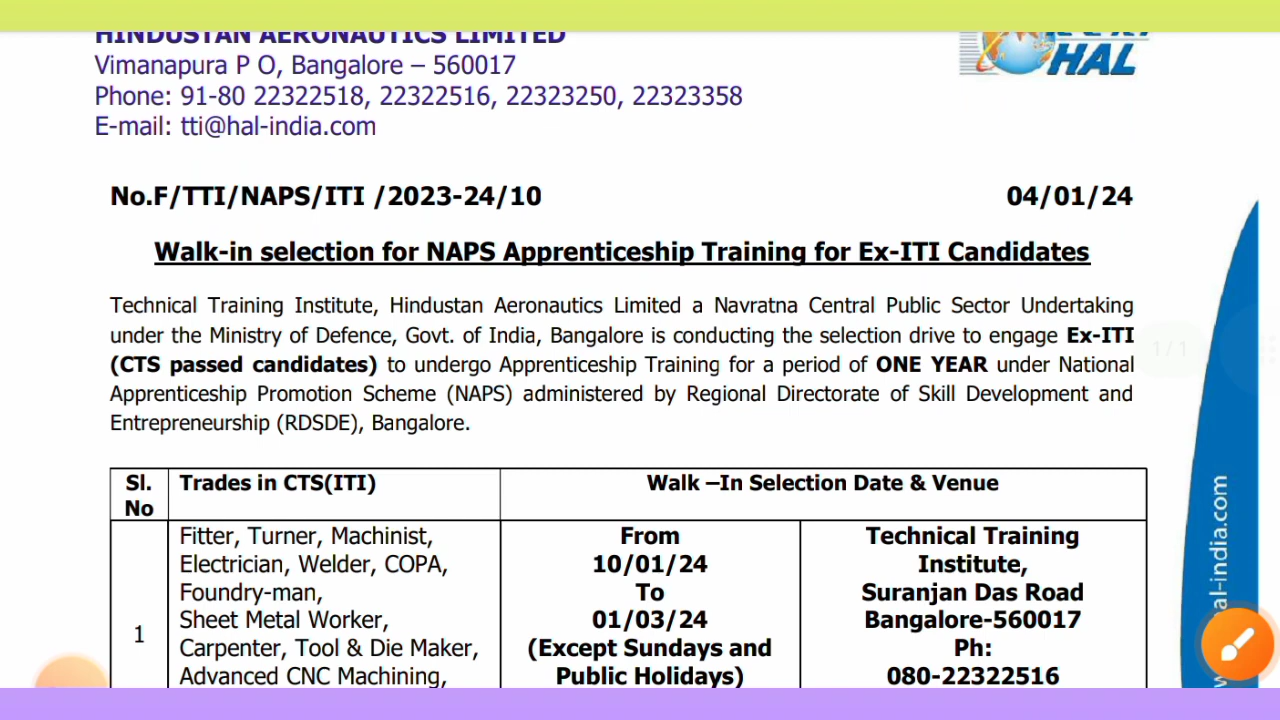 HINDUSTAN AERONAUTICS LIMITED
Vimanapura P O, Bangalore – 560017
Phone: 91-80 22322518, 22322516, 22323250, 22323358
E-mail: tti@hal-india.com
HAL
No.F/TTI/NAPS/ITI /2023-24/10 04/01/24
Walk-in selection for NAPS Apprenticeship Training for Ex-ITI Candidates
Technical Training Institute, Hindustan Aeronautics Limited a Navratna Central Public Sector Undertaking
under the Ministry of Defence, Govt. of India, Bangalore is conducting the selection drive to engage Ex-ITI
(CTS passed candidates) to undergo Apprenticeship Training for a period of ONE YEAR under National
Apprenticeship Promotion Scheme (NAPS) administered by Regional Directorate of Skill Development and
Entrepreneurship (RDSDE), Bangalore.
1/1
Sl.
No
Trades in CTS(ITI)
Walk –In Selection Date & Venue
1
Fitter, Turner, Machinist,
Electrician, Welder, COPA,
Foundry-man,
Sheet Metal Worker,
Carpenter, Tool & Die Maker,
Advanced CNC Machining,
From
10/01/24
To
01/03/24
(Except Sundays and
Public Holidays)
Technical Training
Institute,
Suranjan Das Road
Bangalore-560017
Ph:
080-22322516
al-india.com